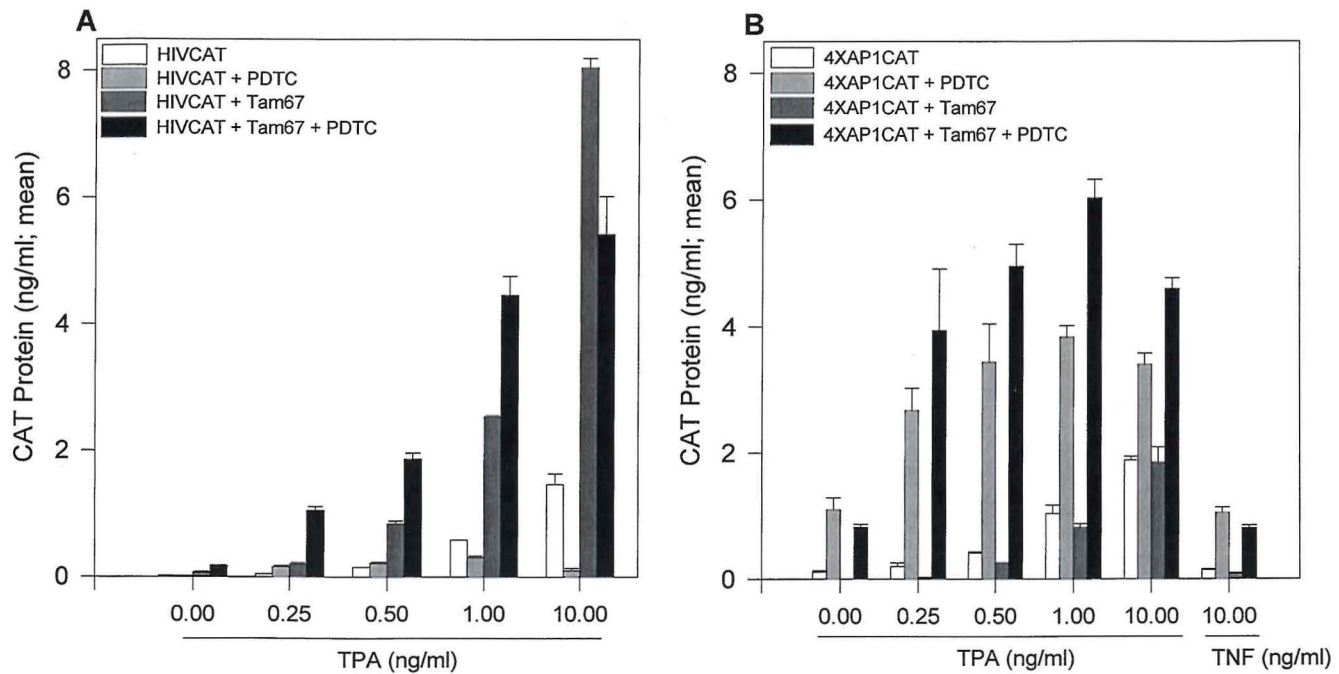 A
HIVCAT
HIVCAT + PDTC
HIVCAT + Tam67
HIVCAT + Tam67 + PDTC
CAT Protein (ng/ml; mean)
8
6
4
2
0
0.00 0.25 0.50 1.00 10.00
TPA (ng/ml)
B
4XAP1CAT
4XAP1CAT + PDTC
4XAP1CAT + Tam67
4XAP1CAT + Tam67 + PDTC
CAT Protein (ng/ml; mean)
8
6
4
2
0
0.00 0.25 0.50 1.00 10.00 10.00
TPA (ng/ml) TNF (ng/ml)